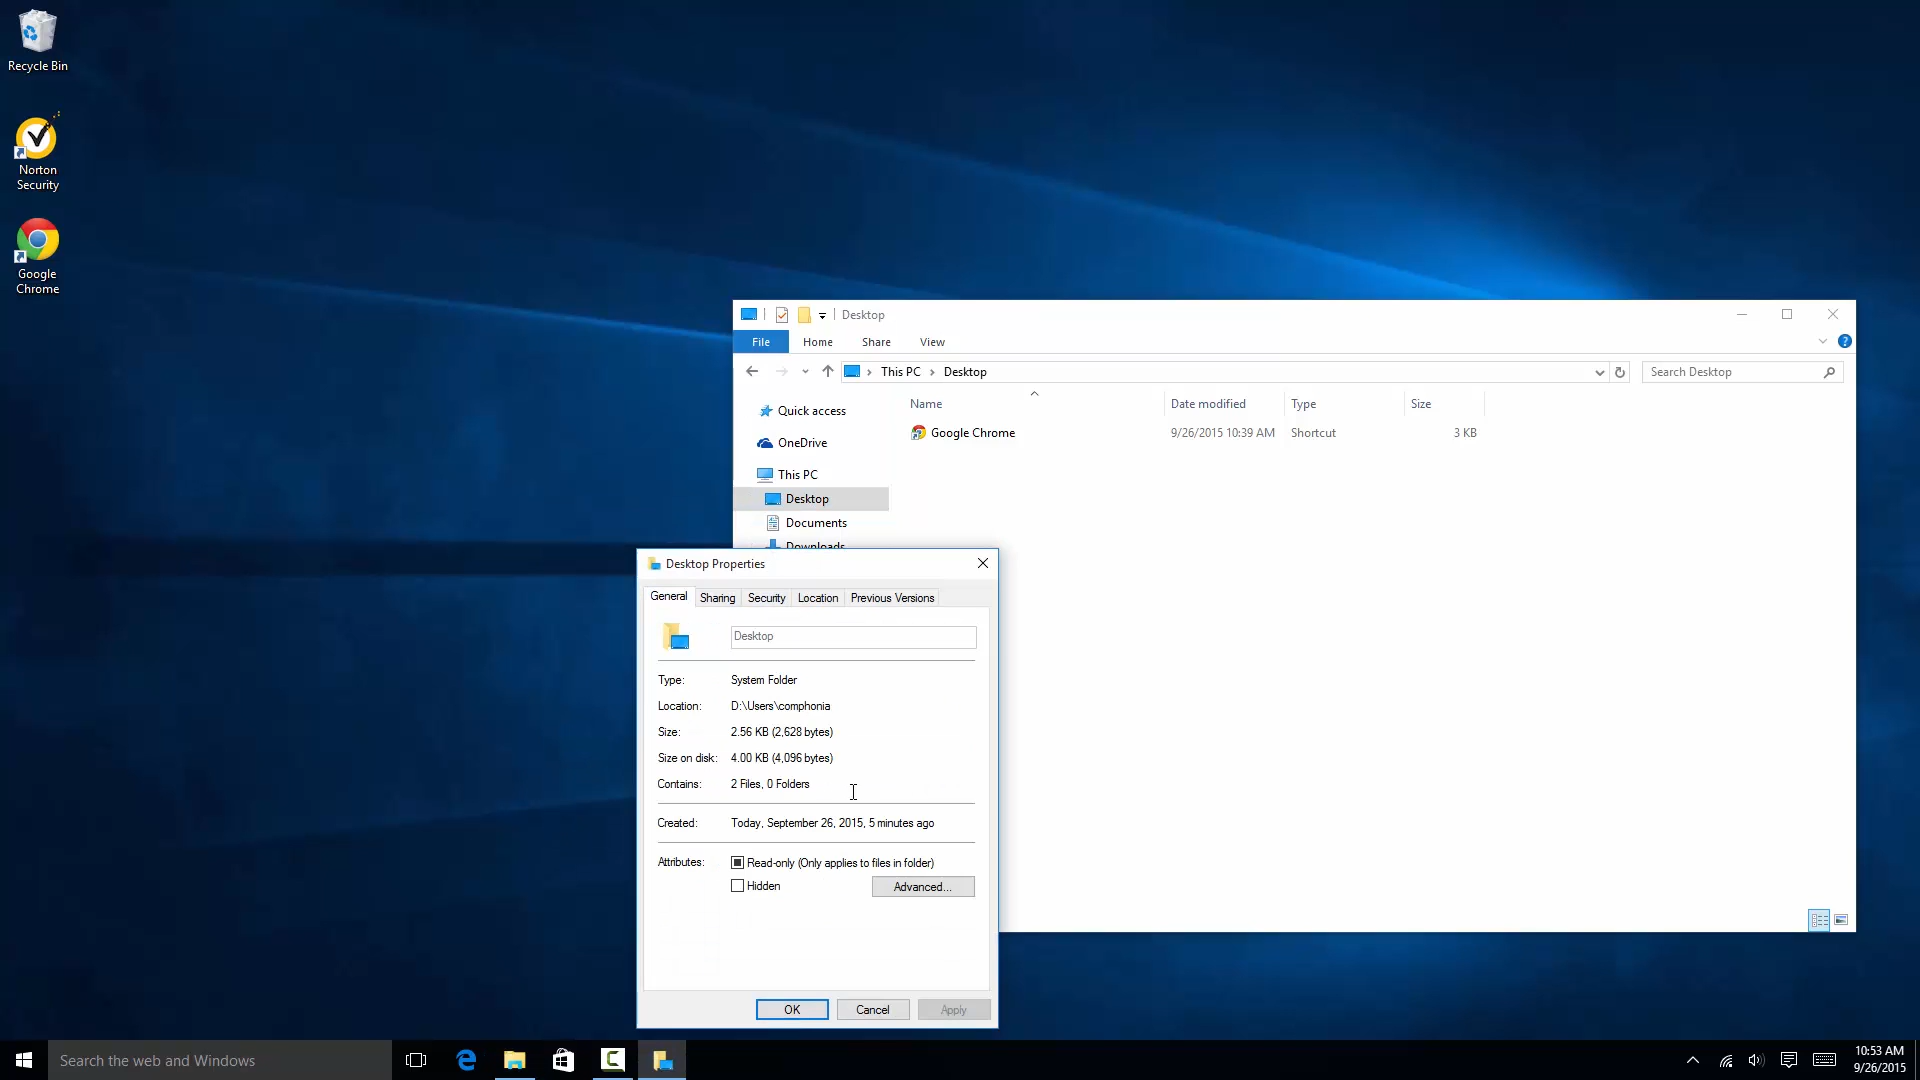 Recycle Bin
Norton
Security
Google
Chrome
Desktop
File Home Share View
This PC Desktop
Search Desktop
Name Date modified Type Size
Google Chrome 9/26/2015 10:39 AM Shortcut 3 KB
Quick access
OneDrive
This PC
Desktop
Documents
Downloads
Desktop Properties
General Sharing Security Location Previous Versions
Desktop
Type: System Folder
Location: D:\Users\comphonia
Size: 2.56 KB (2,628 bytes)
Size on disk: 4.00 KB (4,096 bytes)
Contains: 2 Files, 0 Folders
Created: Today, September 26, 2015, 5 minutes ago
Attributes: Read-only (Only applies to files in folder)
Hidden Advanced...
OK Cancel Apply
Search the web and Windows
10:53 AM
9/26/2015